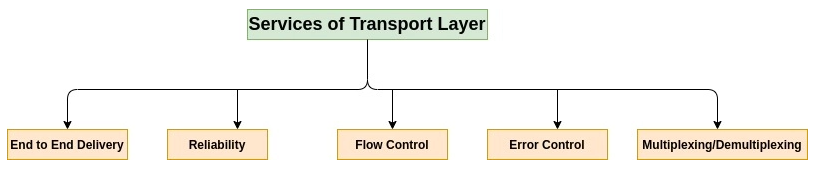 Services of Transport Layer
End to End Delivery
Reliability
Flow Control
Error Control
Multiplexing/Demultiplexing